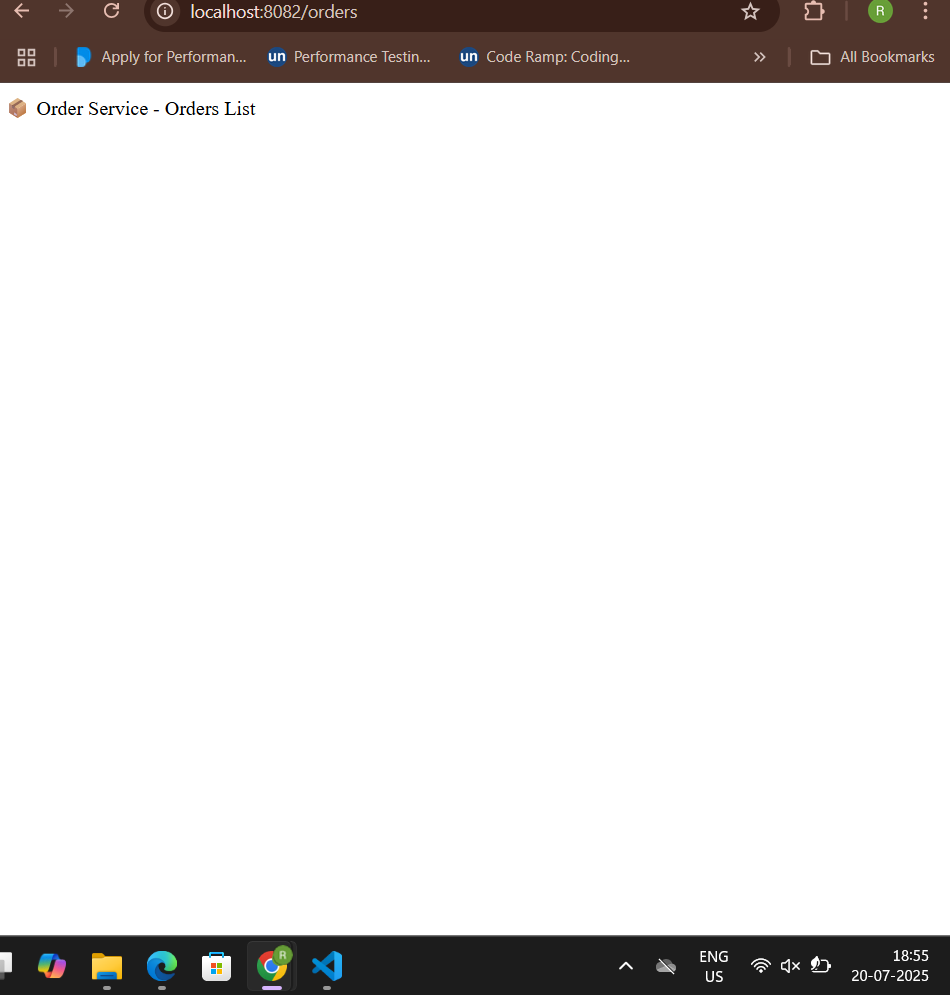 localhost:8082/orders
R
Apply for Performan...
un Performance Testin...
un Code Ramp: Coding...
All Bookmarks
📦 Order Service - Orders List
R
ENG
US
18:55
20-07-2025